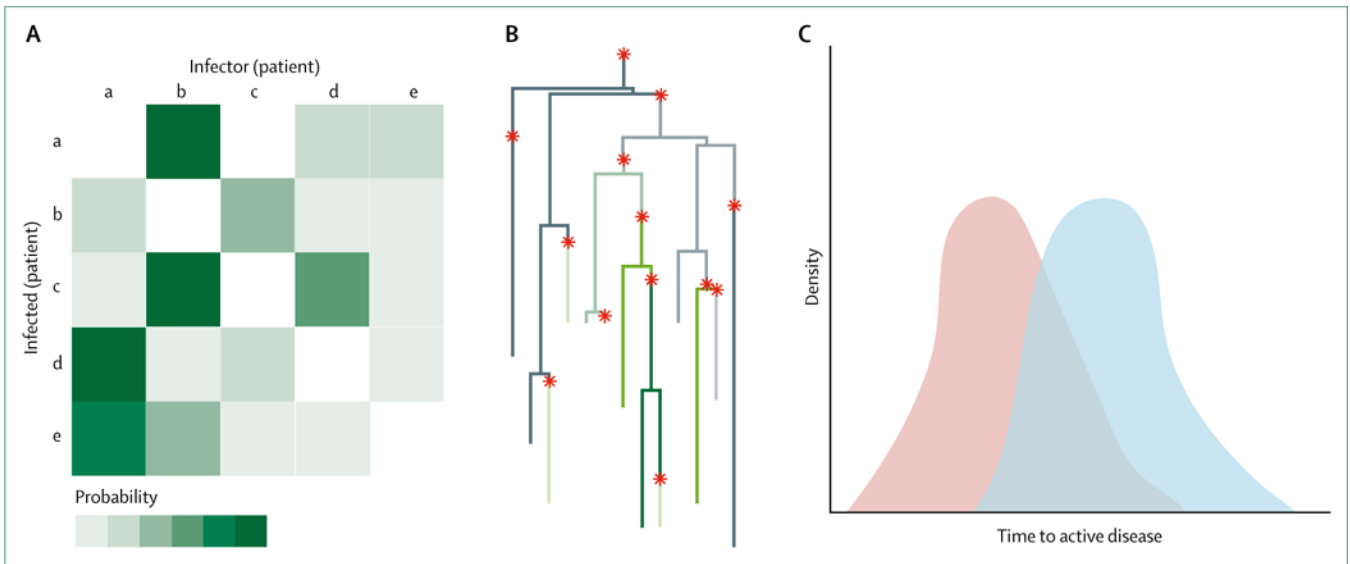 A
Infector (patient)
a b c d e
Infected (patient)
a
b
c
d
e
Probability
B
C
Density
Time to active disease